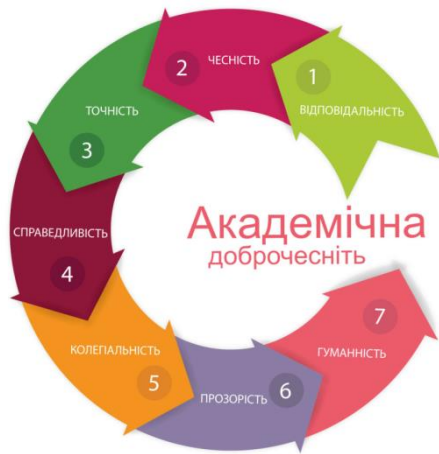 1
ВІДПОВІДАЛЬНІСТЬ
2
ЧЕСНІСТЬ
3
ТОЧНІСТЬ
4
СПРАВЕДЛИВІСТЬ
5
КОЛЕГІАЛЬНІСТЬ
6
ПРОЗОРІСТЬ
7
ГУМАННІСТЬ
Академічна
доброчесніть